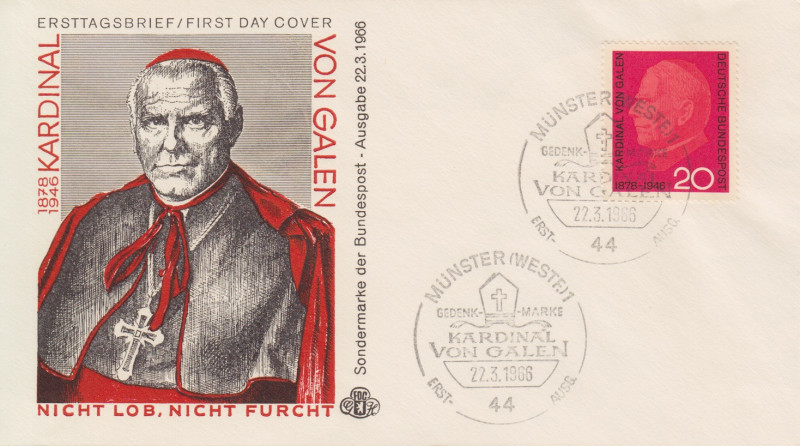 ERSTTAGSBRIEF/FIRST DAY COVER
1878
1946 KARDINAL
VON GALEN
NICHT LOB, NICHT FURCHT
Sondermarke der Bundespost - Ausgabe 22.3.1966
FDC
KARDINAL VON GALEN
DEUTSCHE BUNDESPOST
1878-1946 20
MÜNSTER (WESTF)1
GEDENK- -MARKE
KARDINAL
VON GALEN
22.3.1966
ERST- AUSG.
44
MÜNSTER (WESTF)1
GEDENK- -MARKE
KARDINAL
VON GALEN
22.3.1966
ERST- AUSG.
44